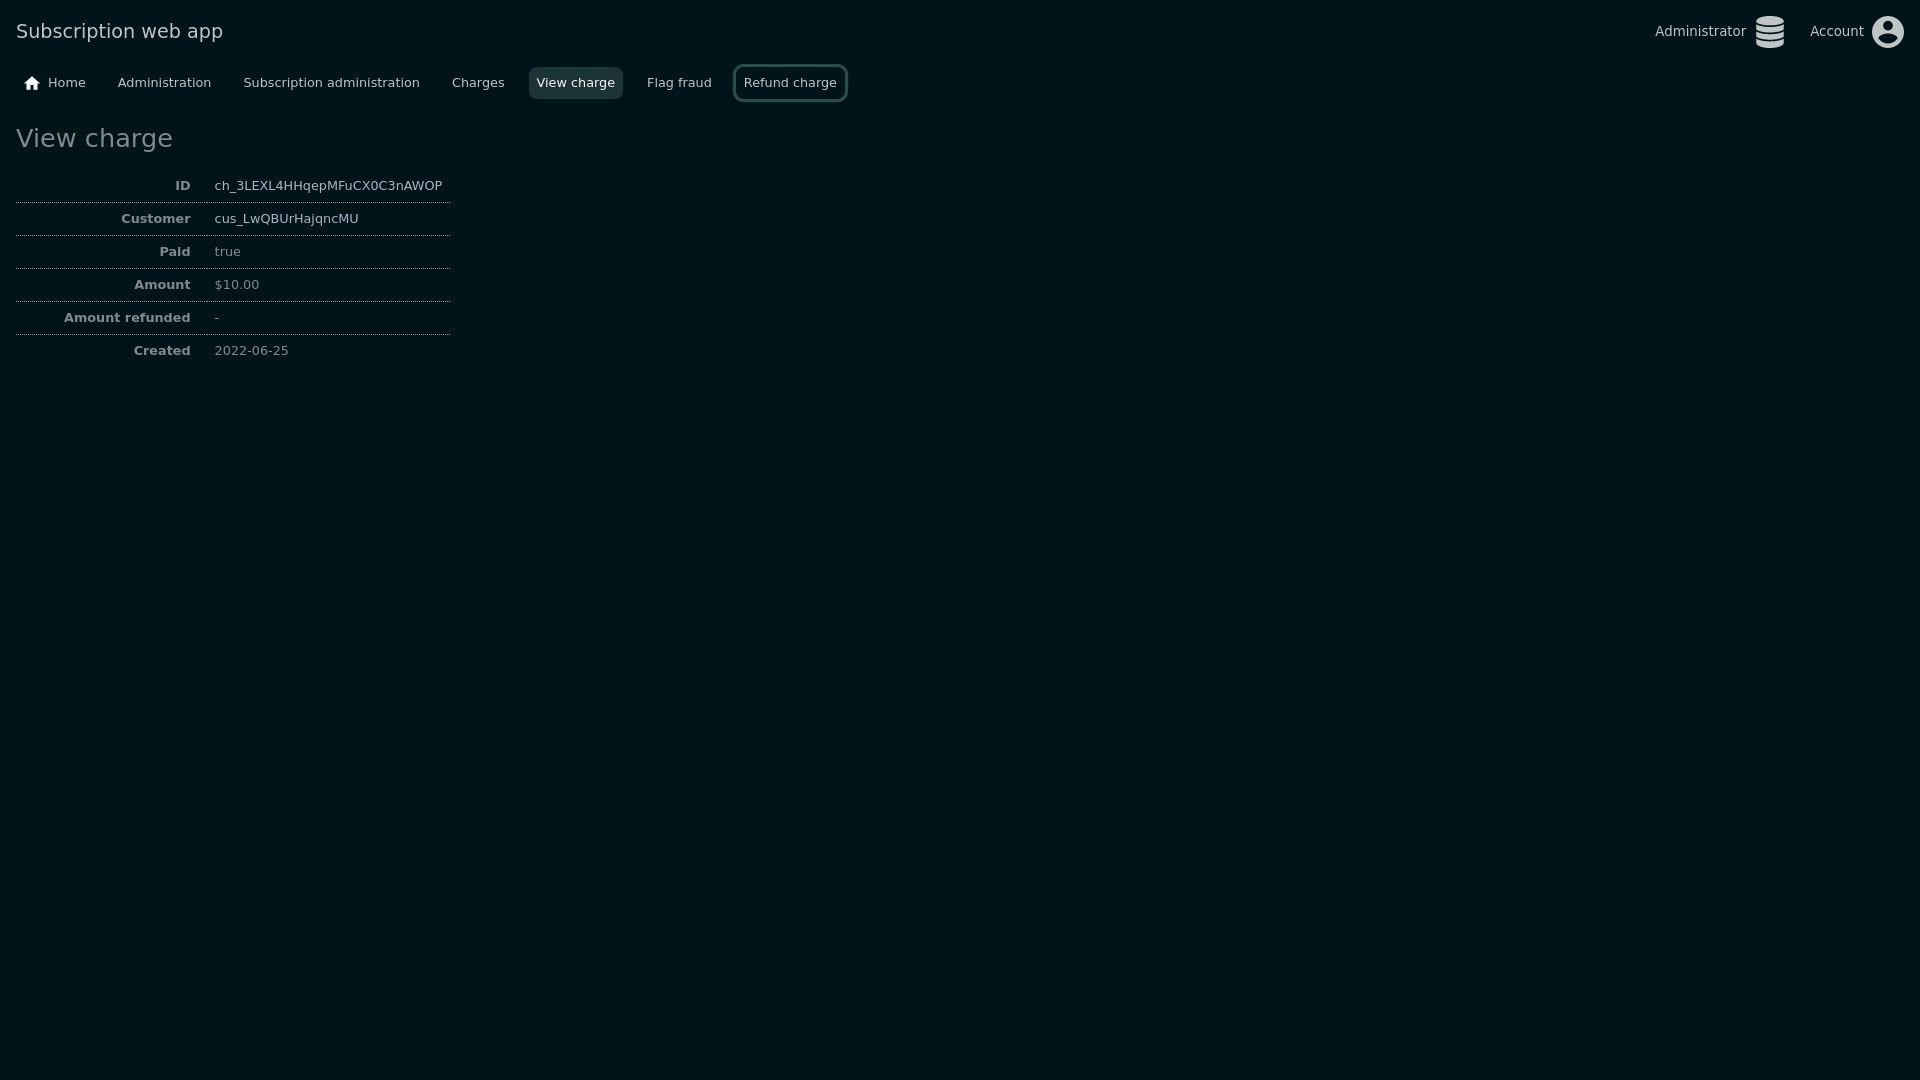 Subscription web app
Administrator Account
Home Administration Subscription administration Charges View charge Flag fraud Refund charge
View charge
ID ch_3LEXL4HHqepMFuCX0C3nAWOP
Customer cus_LwQBUrHajqncMU
Paid true
Amount $10.00
Amount refunded -
Created 2022-06-25